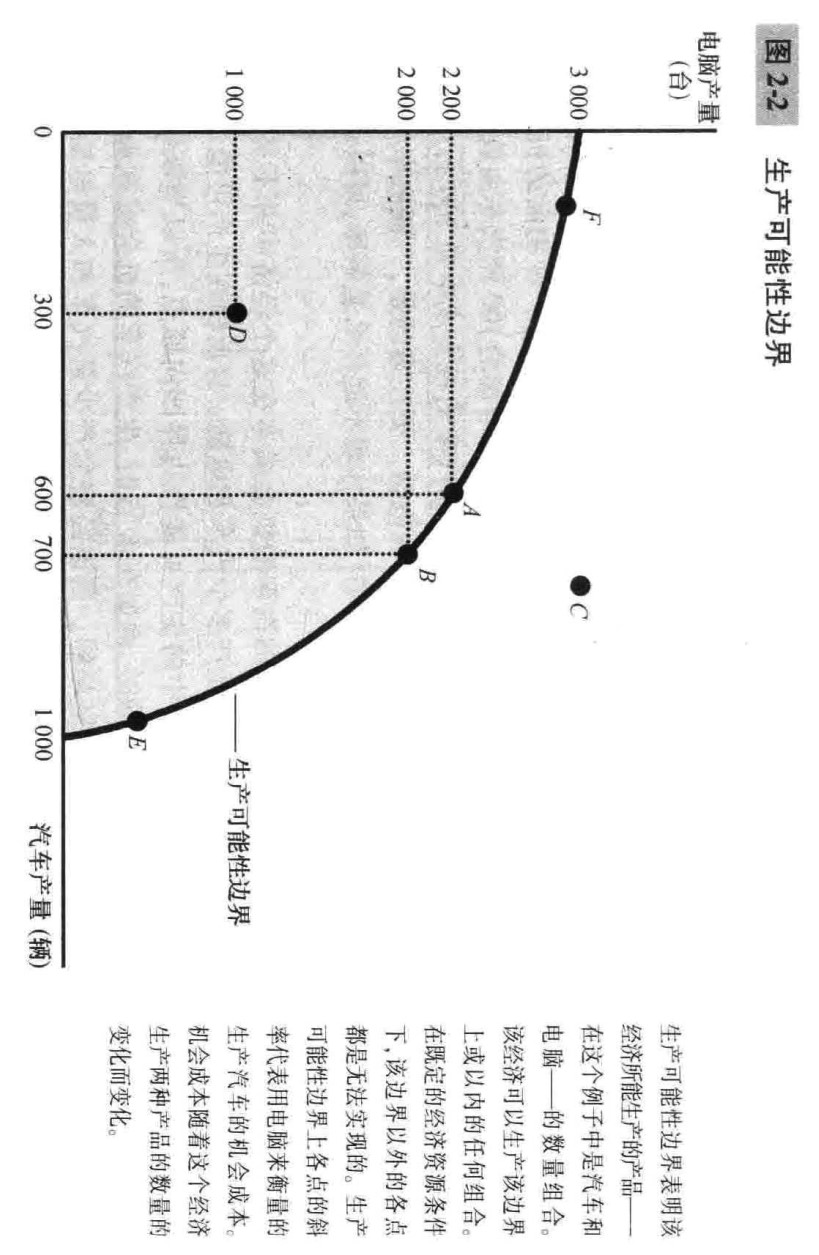 图 2-2 生产可能性边界
电脑产量
(台)
3 000
2 200
2 000
1 000
F
C
A
B
D
E
生产可能性边界
0
300
600
700
1 000
汽车产量 (辆)
生产可能性边界表明该
经济所能生产的产品——
在这个例子中是汽车和
电脑——的数量组合。
该经济可以生产该边界
上或以内的任何组合。
在既定的经济资源条件
下,该边界以外的各点
都是无法实现的。生产
可能性边界上各点的斜
率代表用电脑来衡量的
生产汽车的机会成本。
机会成本随着这个经济
生产两种产品的数量的
变化而变化。